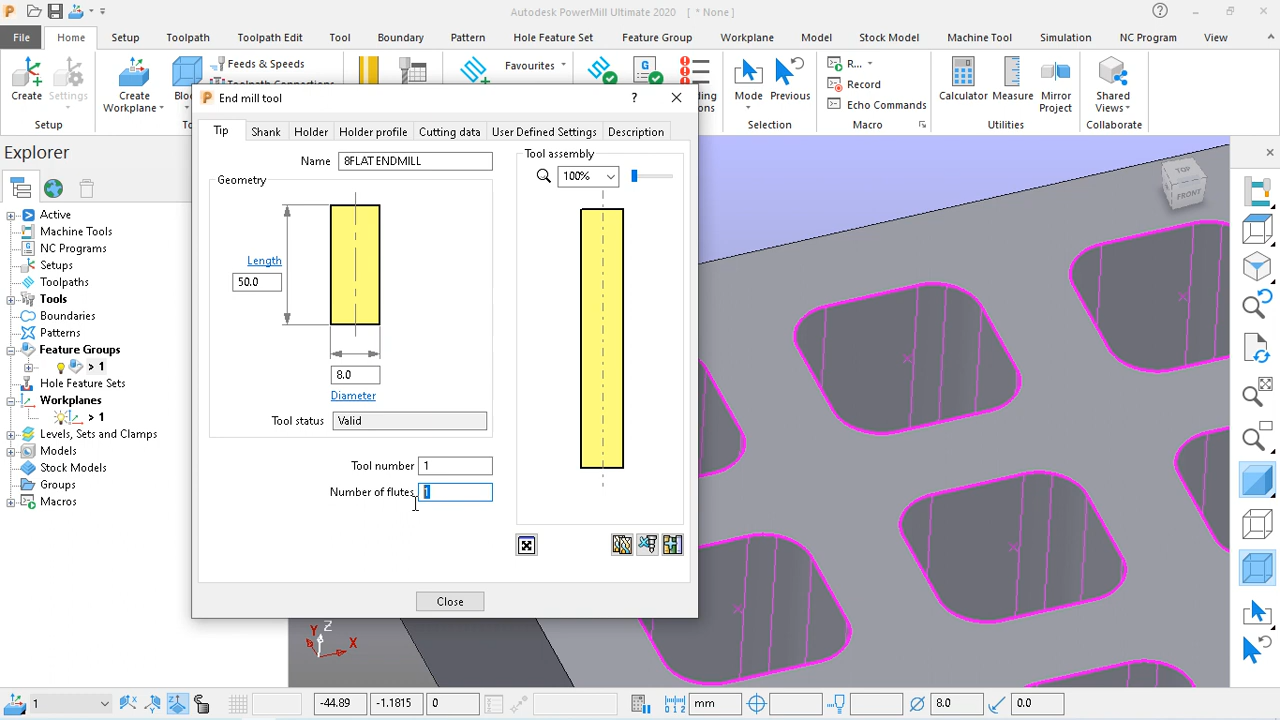 Autodesk PowerMill Ultimate 2020 [ * None ]
File Home Setup Toolpath Toolpath Edit Tool Boundary Pattern Hole Feature Set Feature Group Workplane Model Stock Model Machine Tool Simulation NC Program View
Create Settings
Setup
Create Workplane
Feeds & Speeds
Favourites
Mode Previous
Selection
R...
Record
Echo Commands
Macro
Calculator Measure Mirror Project
Utilities
Shared Views
Collaborate
Explorer
Active
Machine Tools
NC Programs
Setups
Toolpaths
Tools
Boundaries
Patterns
Feature Groups
> 1
Hole Feature Sets
Workplanes
> 1
Levels, Sets and Clamps
Models
Stock Models
Groups
Macros
End mill tool
?
Tip Shank Holder Holder profile Cutting data User Defined Settings Description
Name 8FLAT ENDMILL
Geometry
Length
50.0
8.0
Diameter
Tool status Valid
Tool number 1
Number of flutes 1
Tool assembly
100%
Close
TOP
FRONT
Y Z X
1
-44.89 -1.1815 0
mm
8.0
0.0